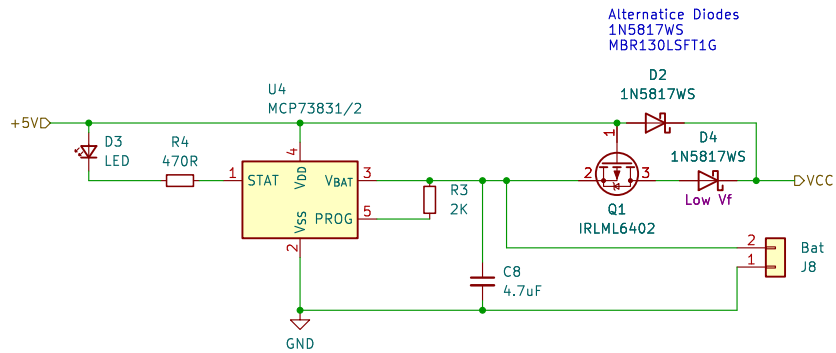 Alternatice Diodes
1N5817WS
MBR130LSFT1G
D2
1N5817WS
U4
MCP73831/2
+5V
D3
LED
R4
470R
1
D4
1N5817WS
4
1
STAT
VDD
VBAT
3
2
3
VCC
Low Vf
R3
2K
PROG
5
Q1
IRLML6402
VSS
2
2
Bat
1
J8
C8
4.7uF
GND